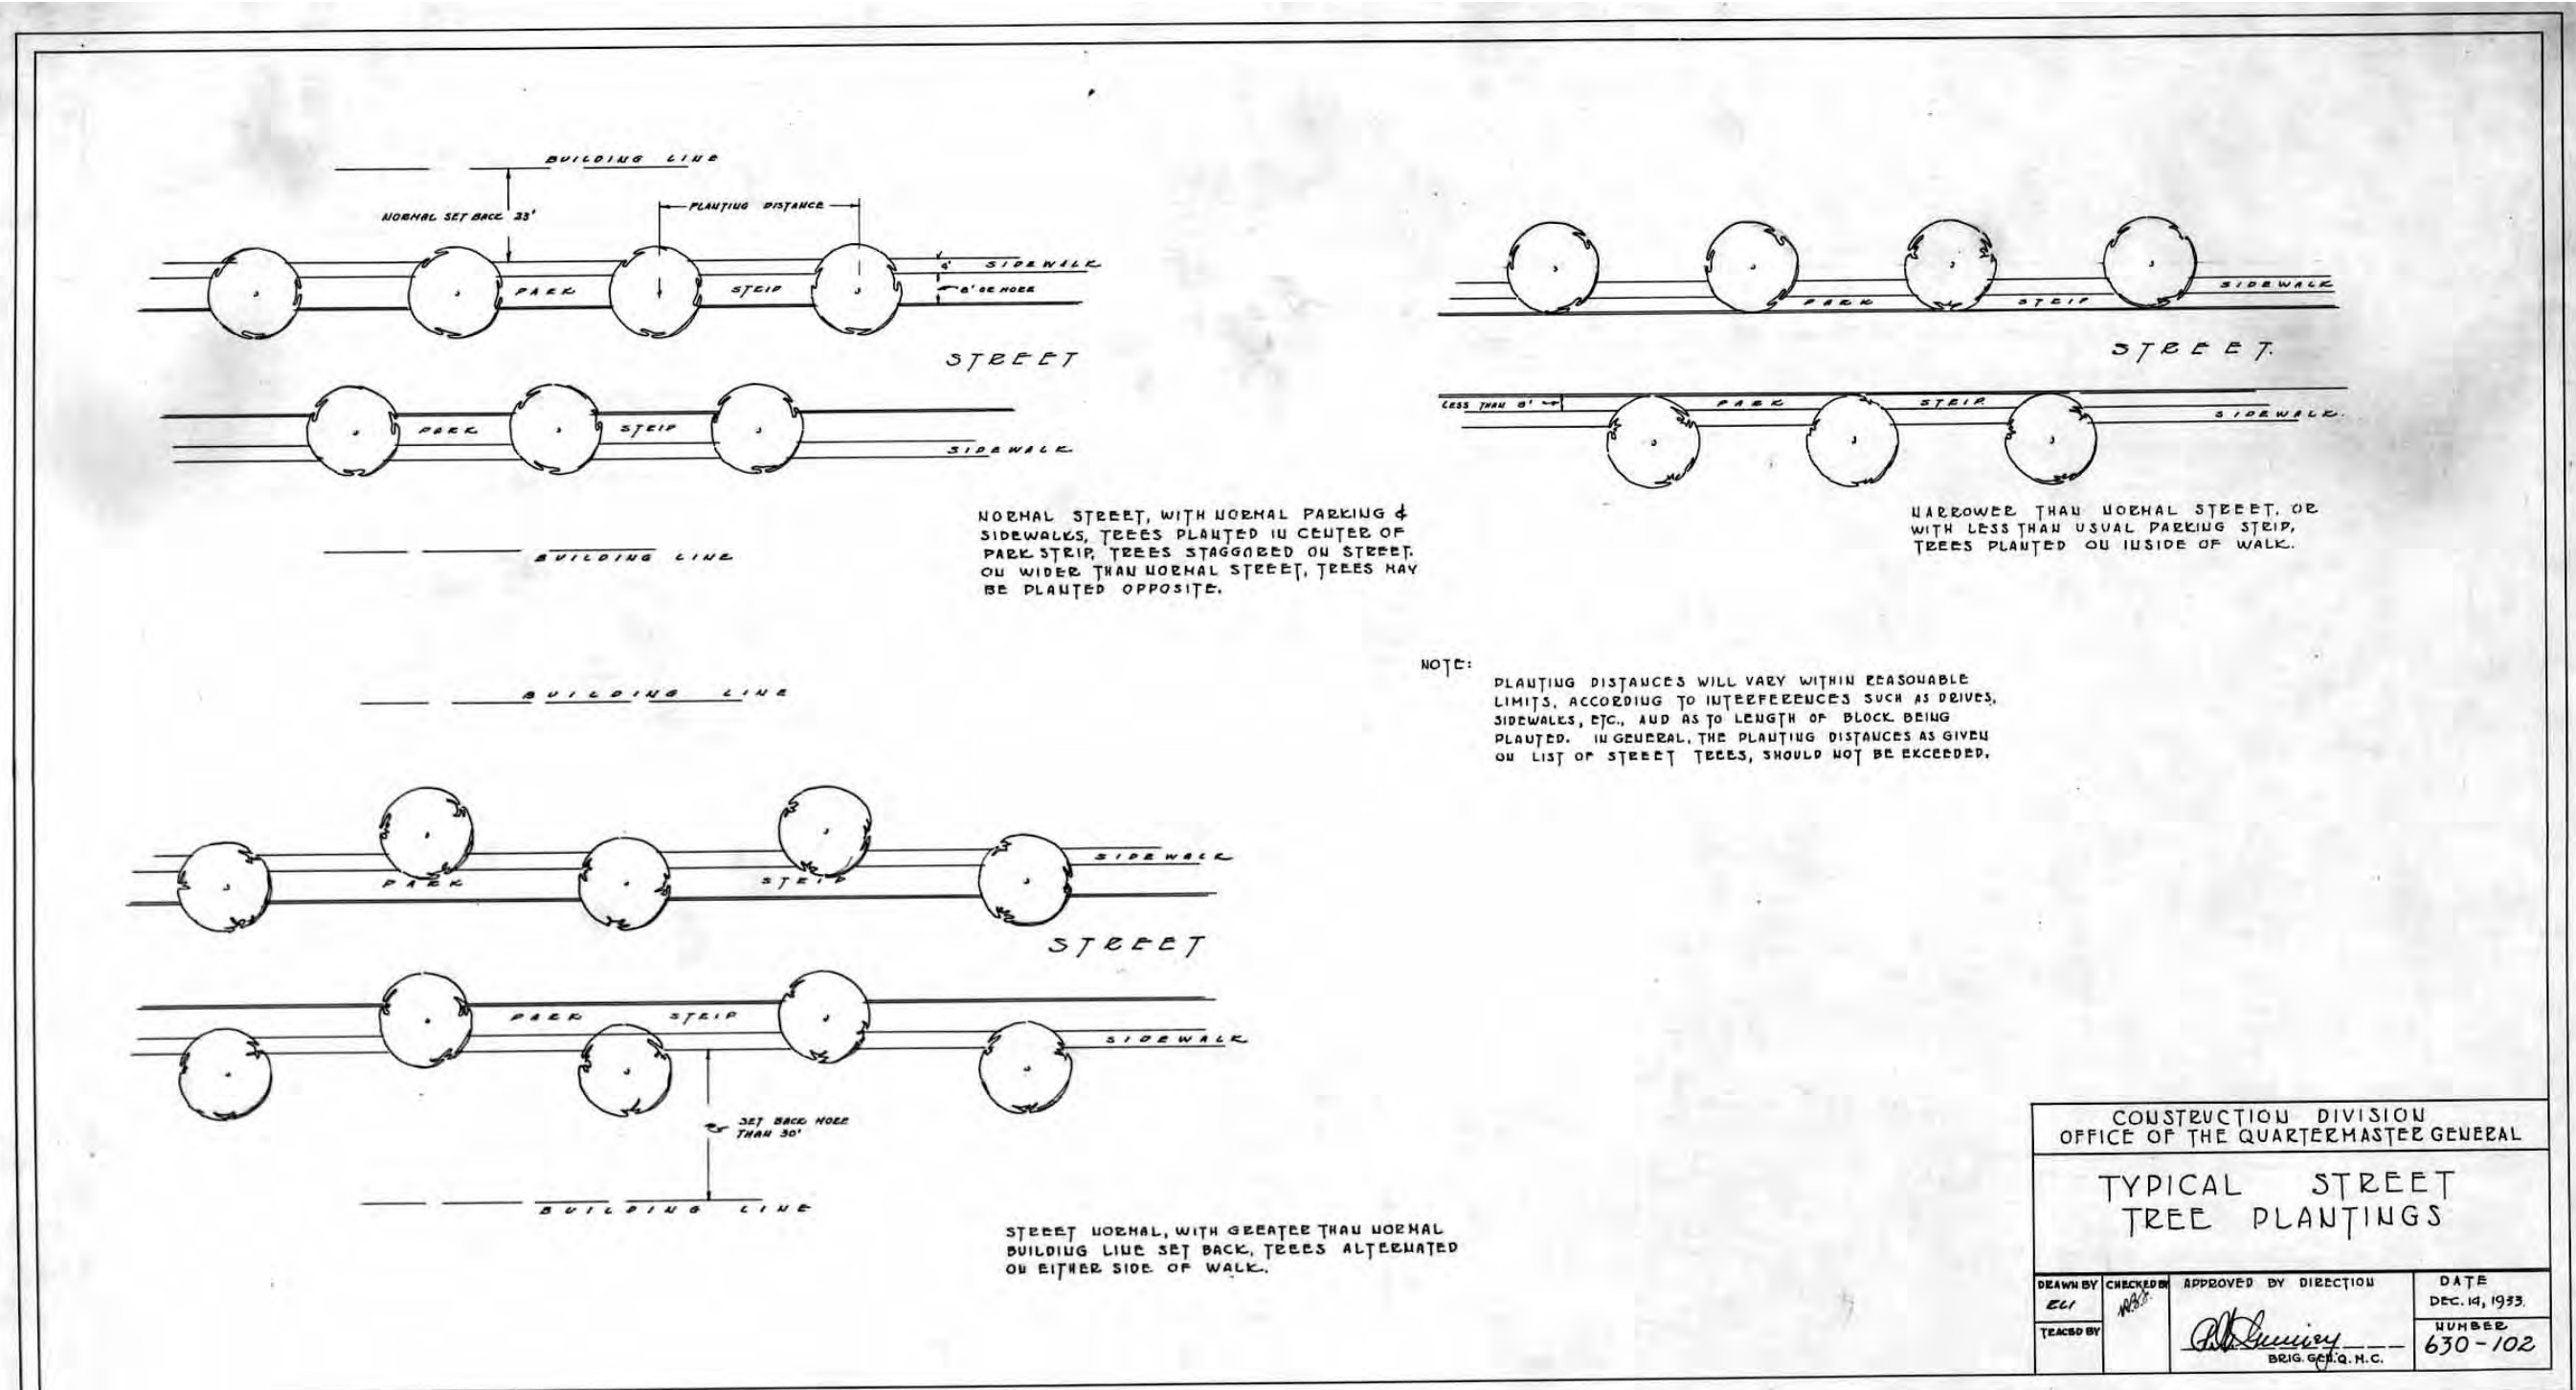 BUILDING LINE
NORMAL SET BACK 23'
PLANTING DISTANCE
4' SIDEWALK
8' OR MORE
PARK STRIP
STREET
PARK STRIP
SIDEWALK
BUILDING LINE
NORMAL STREET, WITH NORMAL PARKING &
SIDEWALKS, TREES PLANTED IN CENTER OF
PARK STRIP, TREES STAGGORED ON STREET.
ON WIDER THAN NORMAL STREET, TREES MAY
BE PLANTED OPPOSITE.
SIDEWALK
PARK STRIP
STREET.
LESS THAN 8'
PARK STRIP.
SIDEWALK.
NARROWER THAN NORMAL STREET, OR
WITH LESS THAN USUAL PARKING STRIP,
TREES PLANTED ON INSIDE OF WALK.
NOTE:
PLANTING DISTANCES WILL VARY WITHIN REASONABLE
LIMITS, ACCORDING TO INTERFERENCES SUCH AS DRIVES,
SIDEWALKS, ETC., AND AS TO LENGTH OF BLOCK BEING
PLANTED. IN GENERAL, THE PLANTING DISTANCES AS GIVEN
ON LIST OF STREET TREES, SHOULD NOT BE EXCEEDED.
BUILDING LINE
SIDEWALK
PARK STRIP
STREET
PARK STRIP
SIDEWALK
SET BACK MORE
THAN 30'
BUILDING LINE
STREET NORMAL, WITH GREATER THAN NORMAL
BUILDING LINE SET BACK, TREES ALTERNATED
ON EITHER SIDE OF WALK.
CONSTRUCTION DIVISION
OFFICE OF THE QUARTERMASTER GENERAL
TYPICAL STREET
TREE PLANTINGS
DRAWN BY
ELI
CHECKED BY
TRACED BY
APPROVED BY DIRECTION
BRIG. GEN. Q. M. C.
DATE
DEC. 14, 1933.
NUMBER
630-102